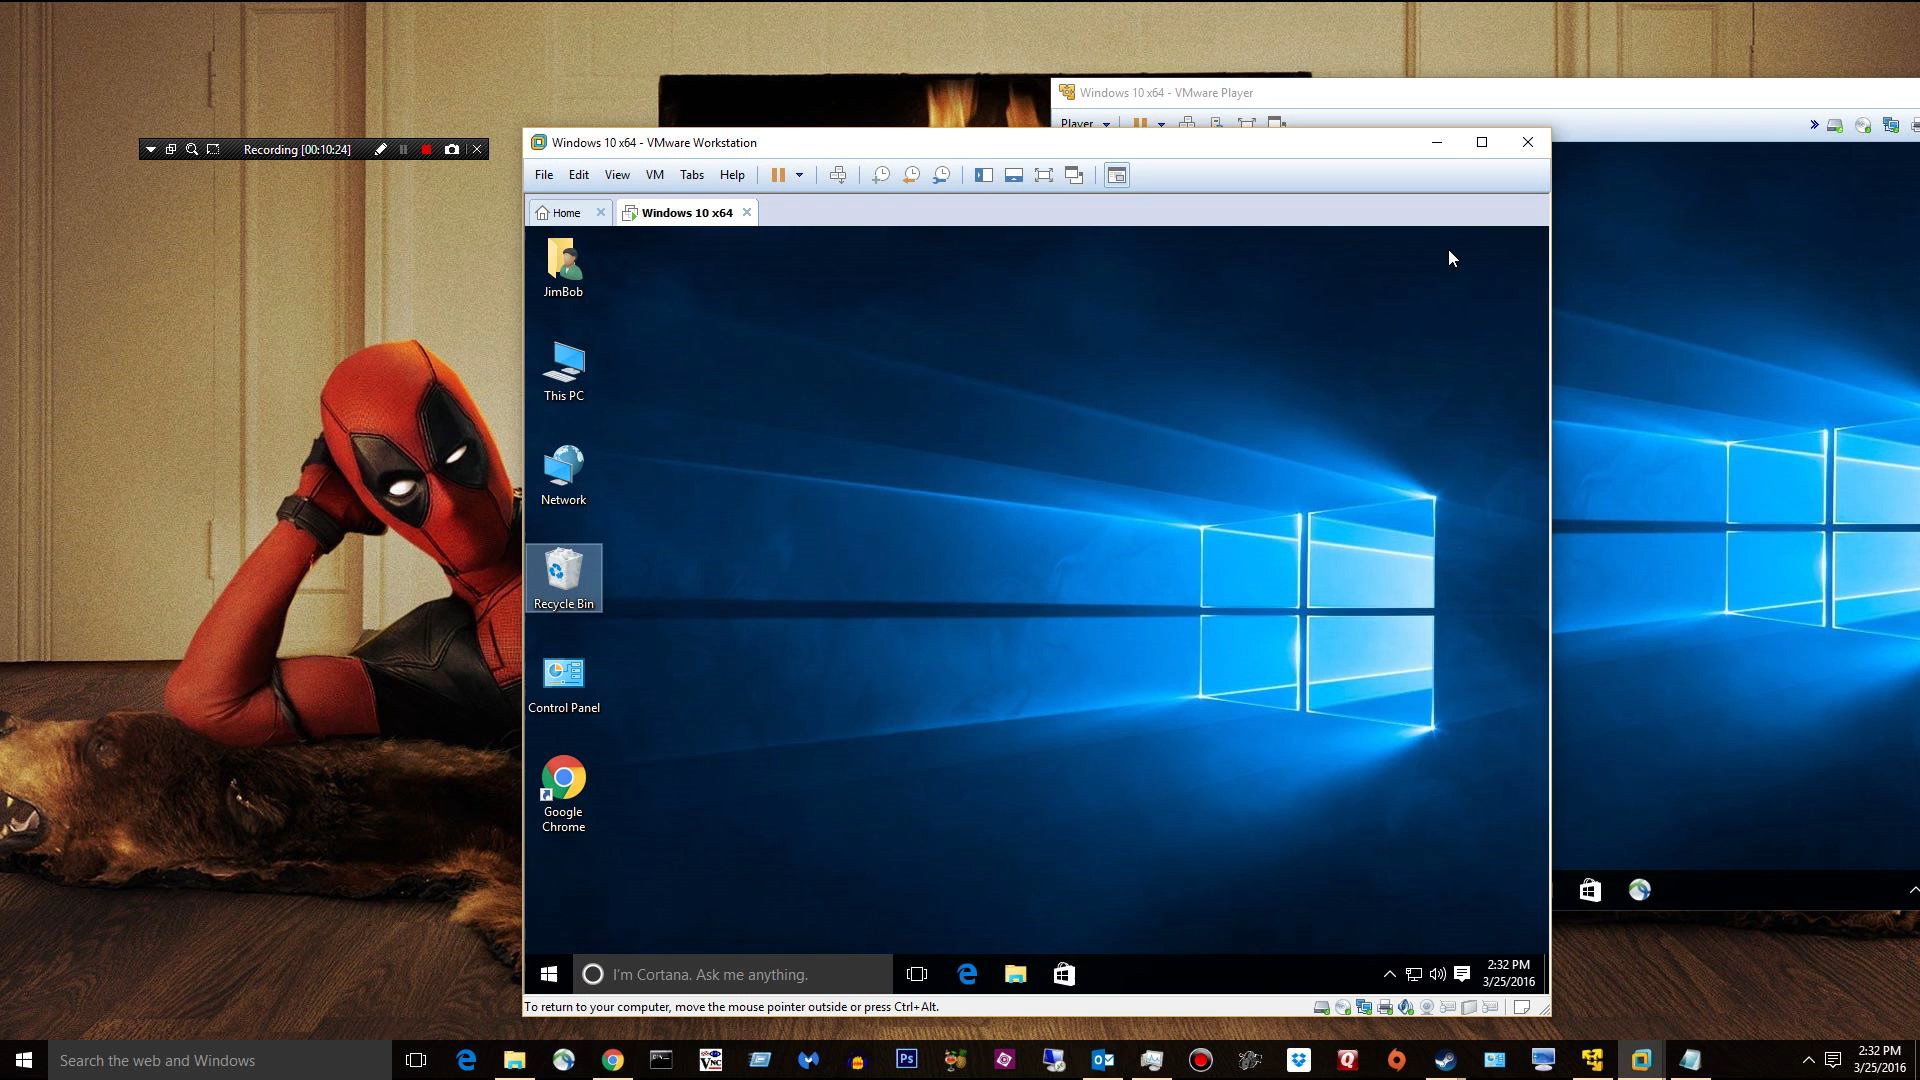 Windows 10 x64 - VMware Player
Player
Recording [00:10:24]
Windows 10 x64 - VMware Workstation
File Edit View VM Tabs Help
Home
Windows 10 x64
JimBob
This PC
Network
Recycle Bin
Control Panel
Google
Chrome
I'm Cortana. Ask me anything.
2:32 PM
3/25/2016
To return to your computer, move the mouse pointer outside or press Ctrl+Alt.
Search the web and Windows
VNC
Ps
2:32 PM
3/25/2016